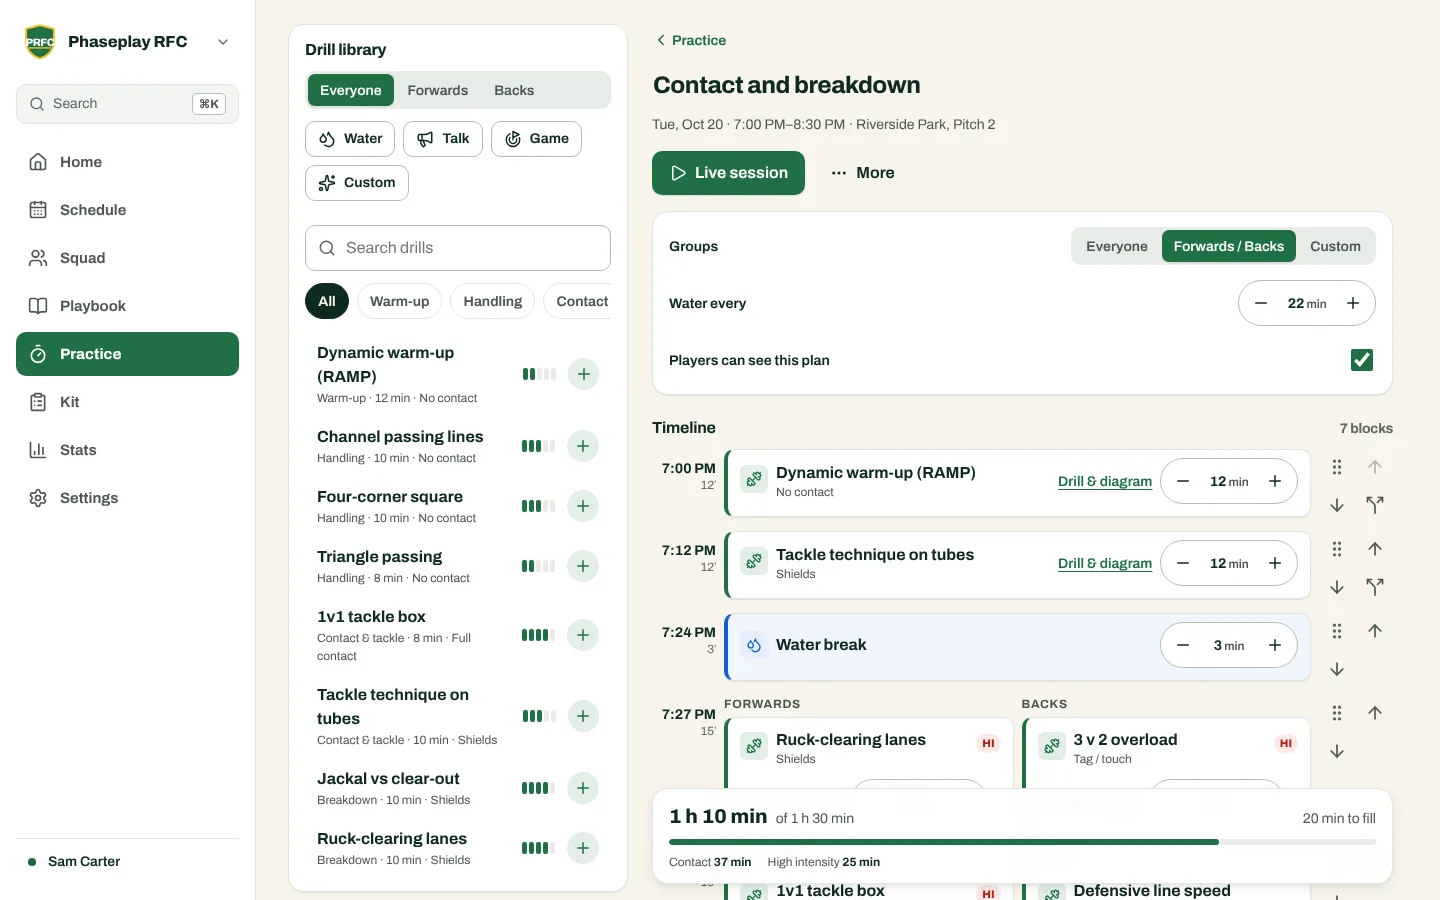 PRFC
Phaseplay RFC
Search
⌘K
Home
Schedule
Squad
Playbook
Practice
Kit
Stats
Settings
Sam Carter
Drill library
Everyone
Forwards
Backs
Water
Talk
Game
Custom
Search drills
All
Warm-up
Handling
Contact
Dynamic warm-up
(RAMP)
Warm-up · 12 min · No contact
Channel passing lines
Handling · 10 min · No contact
Four-corner square
Handling · 10 min · No contact
Triangle passing
Handling · 8 min · No contact
1v1 tackle box
Contact & tackle · 8 min · Full
contact
Tackle technique on
tubes
Contact & tackle · 10 min · Shields
Jackal vs clear-out
Breakdown · 10 min · Shields
Ruck-clearing lanes
Breakdown · 10 min · Shields
Practice
Contact and breakdown
Tue, Oct 20 · 7:00 PM–8:30 PM · Riverside Park, Pitch 2
Live session
More
Groups
Everyone
Forwards / Backs
Custom
Water every
22 min
Players can see this plan
Timeline
7 blocks
7:00 PM
12'
Dynamic warm-up (RAMP)
No contact
Drill & diagram
12 min
7:12 PM
12'
Tackle technique on tubes
Shields
Drill & diagram
12 min
7:24 PM
3'
Water break
3 min
7:27 PM
15'
FORWARDS
Ruck-clearing lanes
HI
Shields
BACKS
3 v 2 overload
HI
Tag / touch
1 h 10 min of 1 h 30 min
20 min to fill
Contact 37 min
High intensity 25 min
1v1 tackle box
HI
Defensive line speed